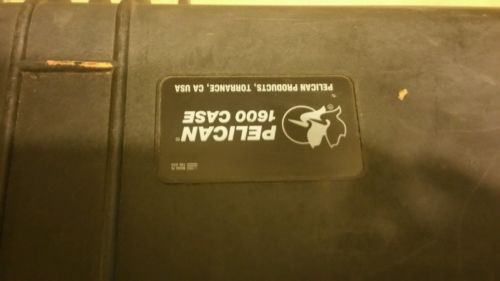 PELICAN®
1600 CASE
PELICAN PRODUCTS, TORRANCE, CA USA